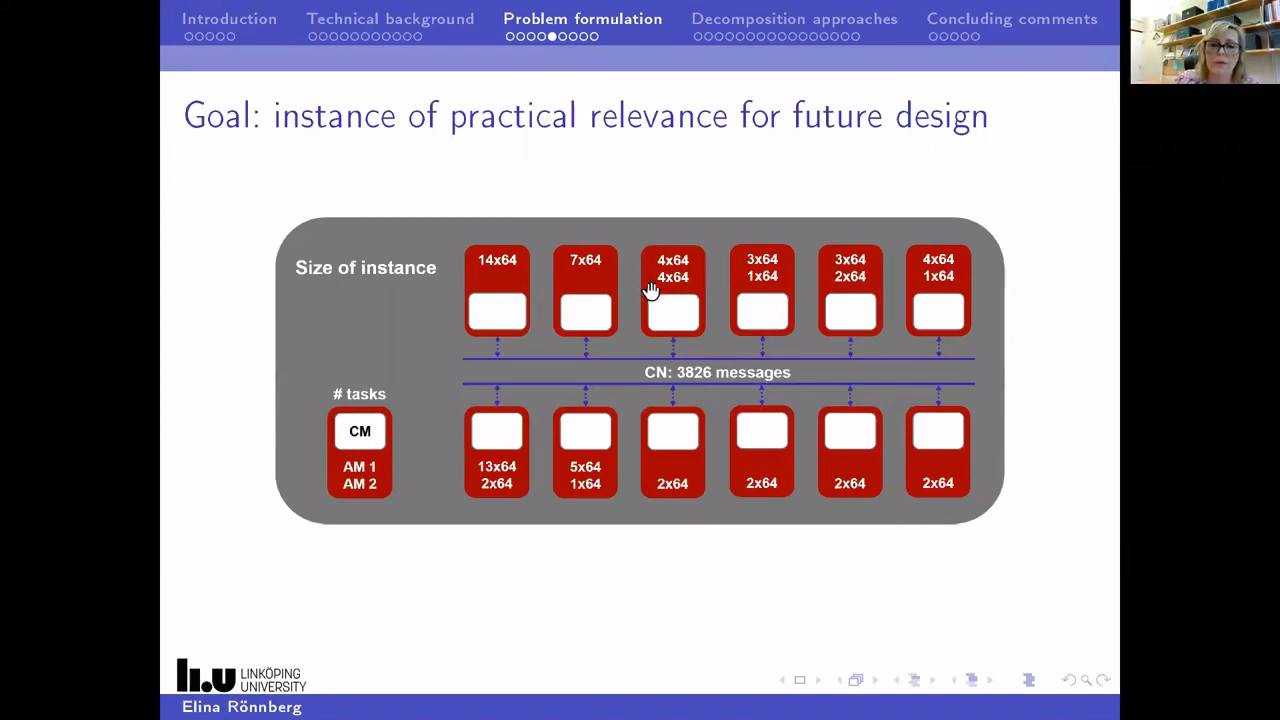 Introduction Technical background Problem formulation Decomposition approaches Concluding comments
Goal: instance of practical relevance for future design
Size of instance
14x64
7x64
4x64
4x64
3x64
1x64
3x64
2x64
4x64
1x64
CN: 3826 messages
# tasks
CM
AM 1
AM 2
13x64
2x64
5x64
1x64
2x64
2x64
2x64
2x64
LINKÖPING
UNIVERSITY
Elina Rönnberg